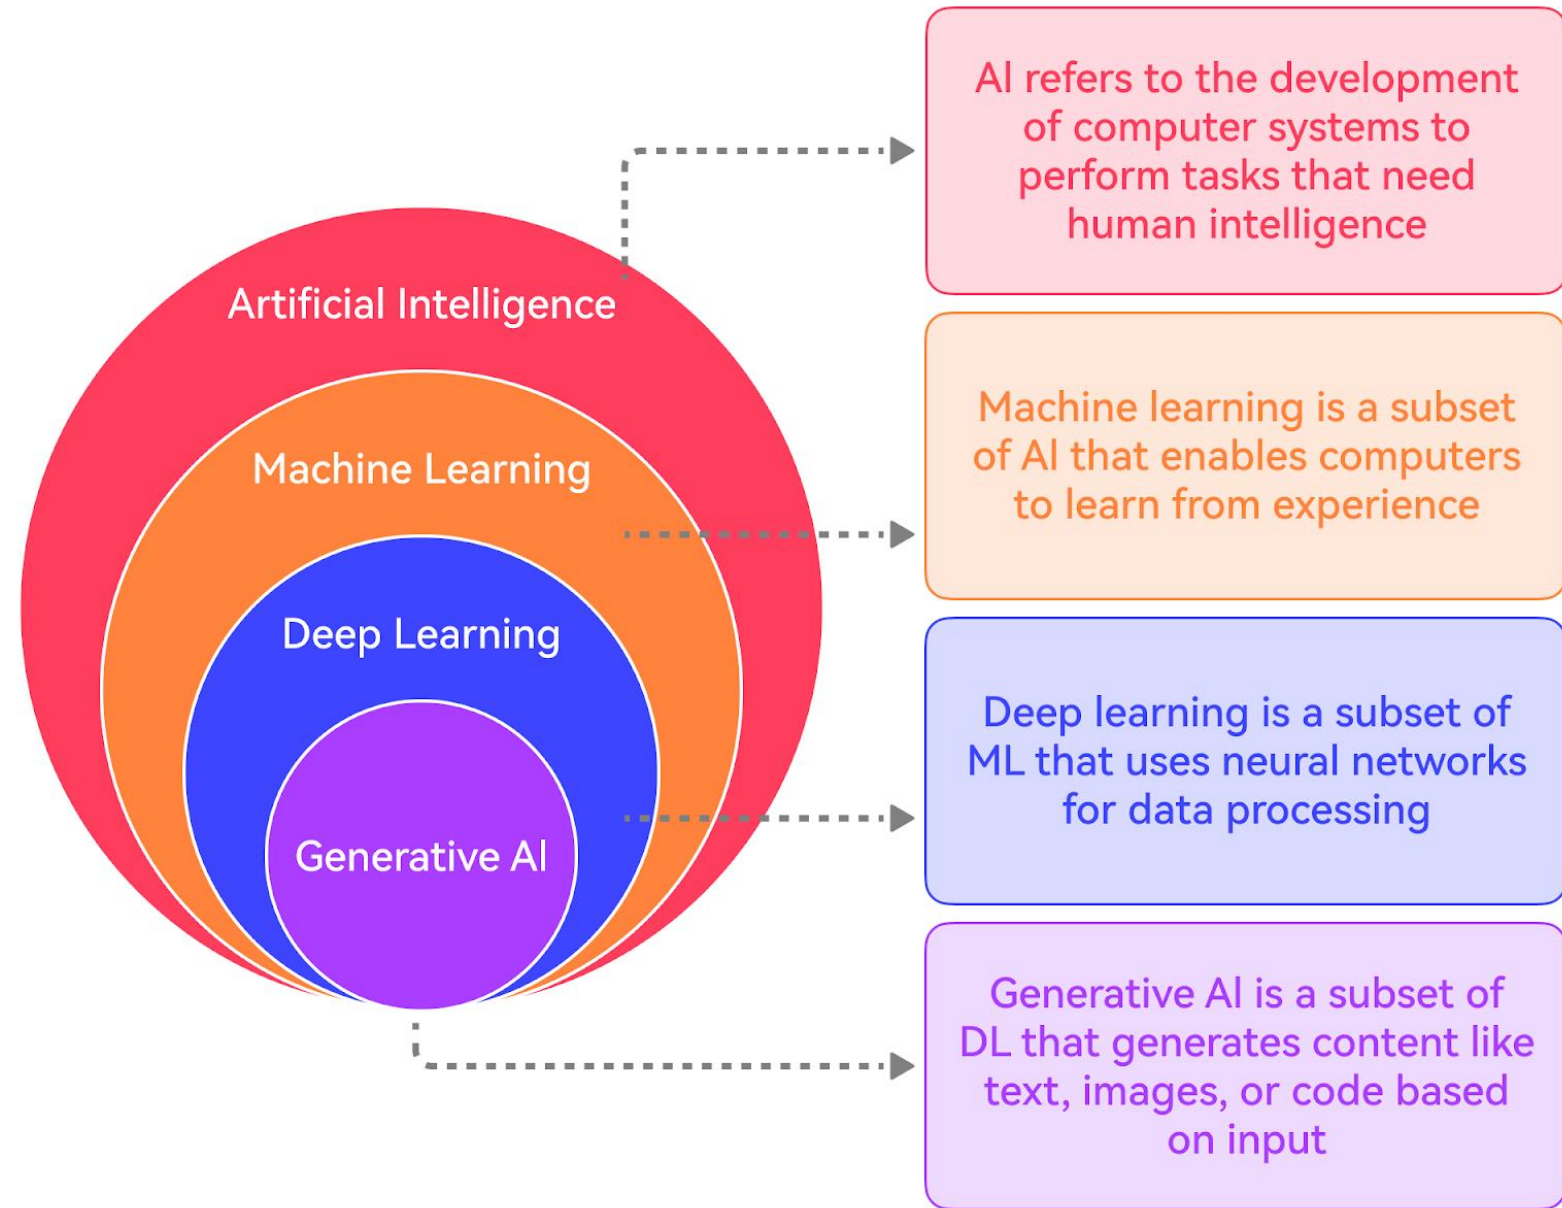 Artificial Intelligence
Machine Learning
Deep Learning
Generative AI
AI refers to the development
of computer systems to
perform tasks that need
human intelligence
Machine learning is a subset
of AI that enables computers
to learn from experience
Deep learning is a subset of
ML that uses neural networks
for data processing
Generative AI is a subset of
DL that generates content like
text, images, or code based
on input